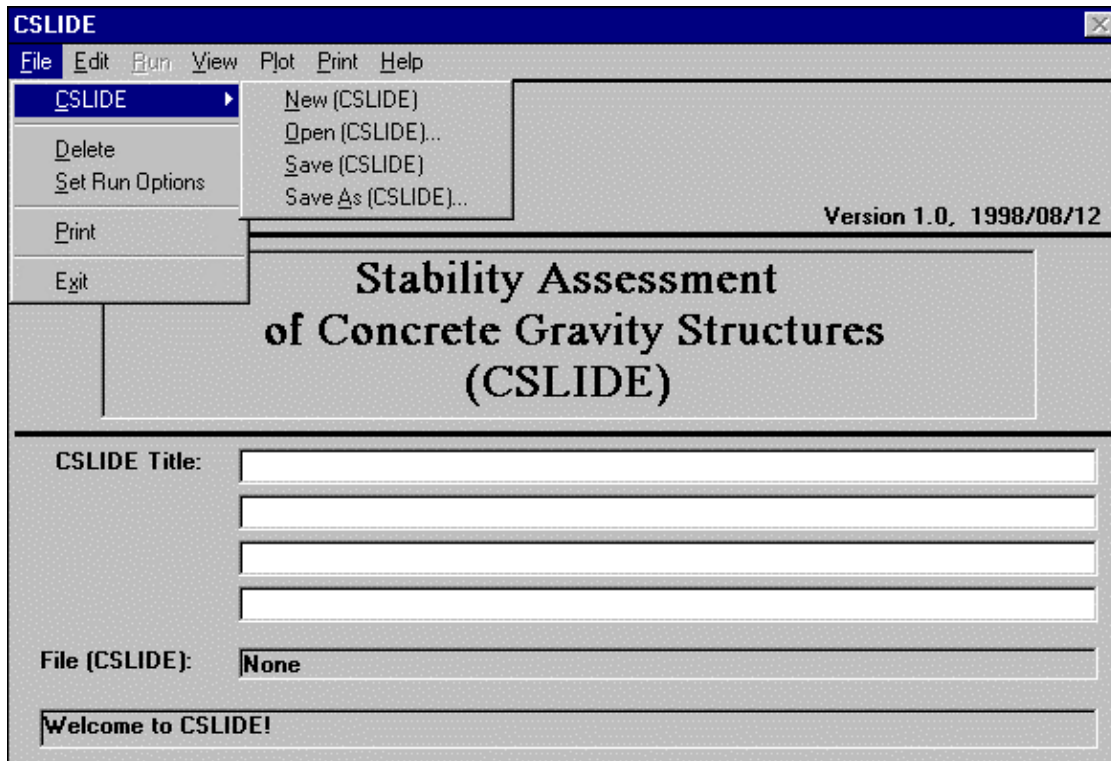 CSLIDE
File Edit Run View Plot Print Help
CSLIDE
New (CSLIDE)
Open (CSLIDE)...
Save (CSLIDE)
Save As (CSLIDE)...
Delete
Set Run Options
Print
Exit
Version 1.0, 1998/08/12
Stability Assessment
of Concrete Gravity Structures
(CSLIDE)
CSLIDE Title:
File (CSLIDE): None
Welcome to CSLIDE!